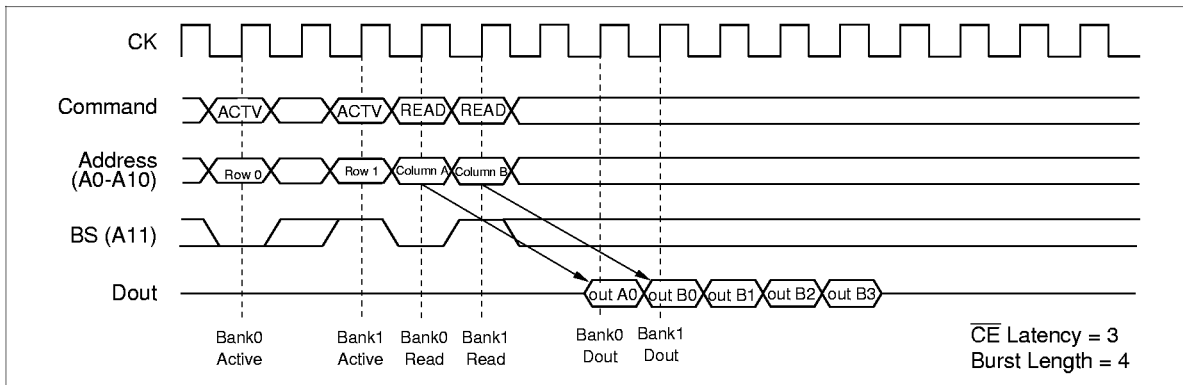 CK
Command
ACTV
ACTV
READ
READ
Address
(A0-A10)
Row 0
Row 1
Column A
Column B
BS (A11)
Dout
out A0
out B0
out B1
out B2
out B3
Bank0
Active
Bank1
Active
Bank0
Read
Bank1
Read
Bank0
Dout
Bank1
Dout
CE Latency = 3
Burst Length = 4